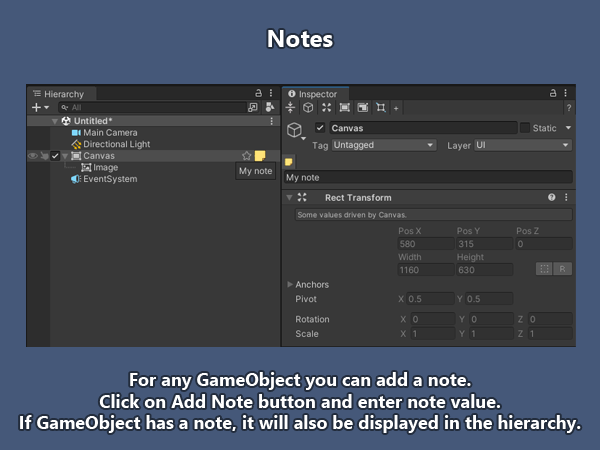 Notes
Hierarchy
Inspector
All
Untitled*
Main Camera
Directional Light
Canvas
Image
EventSystem
My note
Canvas
Static
Tag Untagged Layer UI
My note
Rect Transform
Some values driven by Canvas.
Pos X Pos Y Pos Z
580 315 0
Width Height
1160 630
R
Anchors
Pivot X 0.5 Y 0.5
Rotation X 0 Y 0 Z 0
Scale X 1 Y 1 Z 1
For any GameObject you can add a note.
Click on Add Note button and enter note value.
If GameObject has a note, it will also be displayed in the hierarchy.